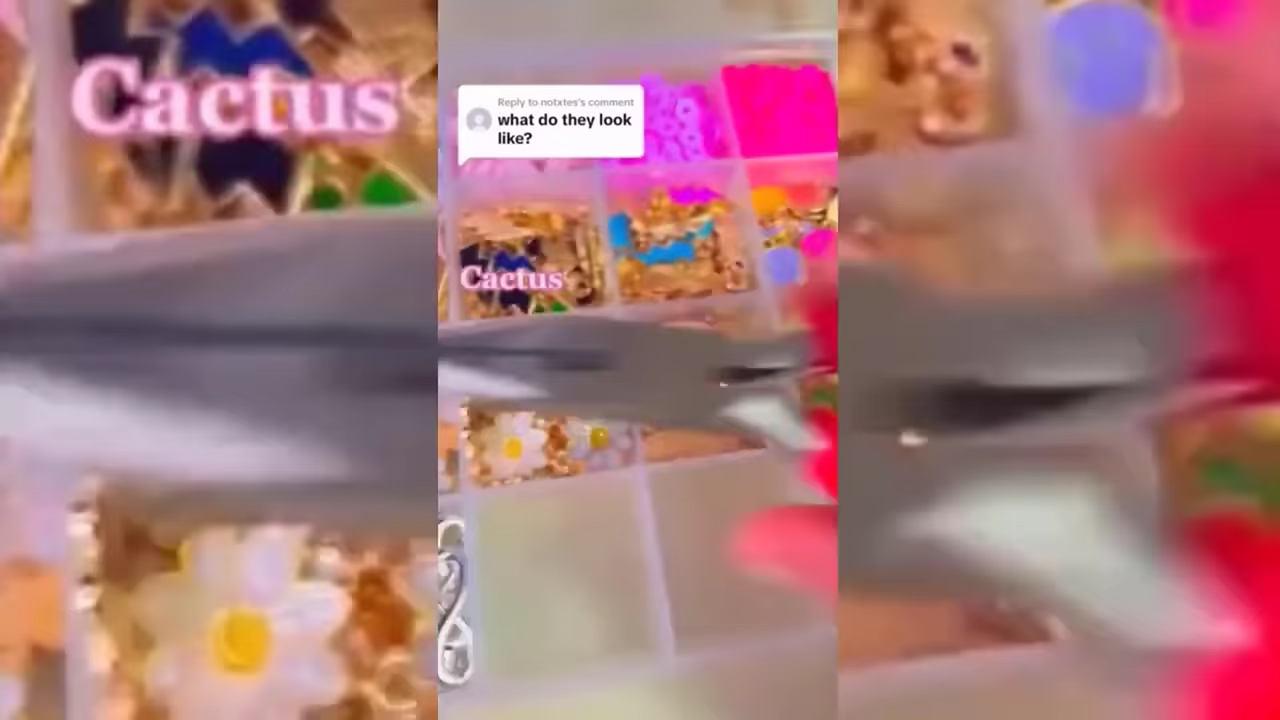 Cactus
Reply to notxtes's comment
what do they look
like?
Cactus